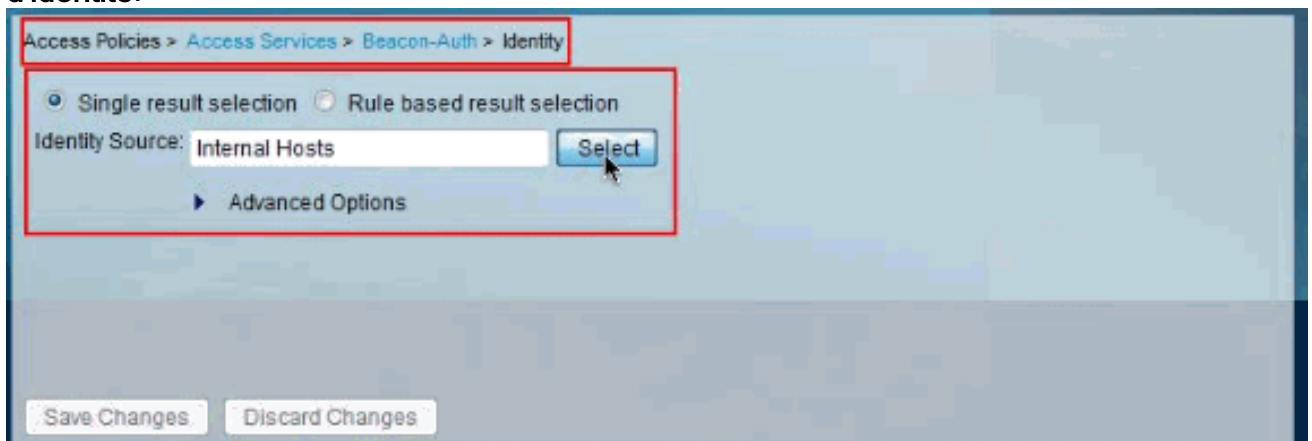 d'identité.
Access Policies > Access Services > Beacon-Auth > Identity
Single result selection Rule based result selection
Identity Source: Internal Hosts Select
Advanced Options
Save Changes Discard Changes